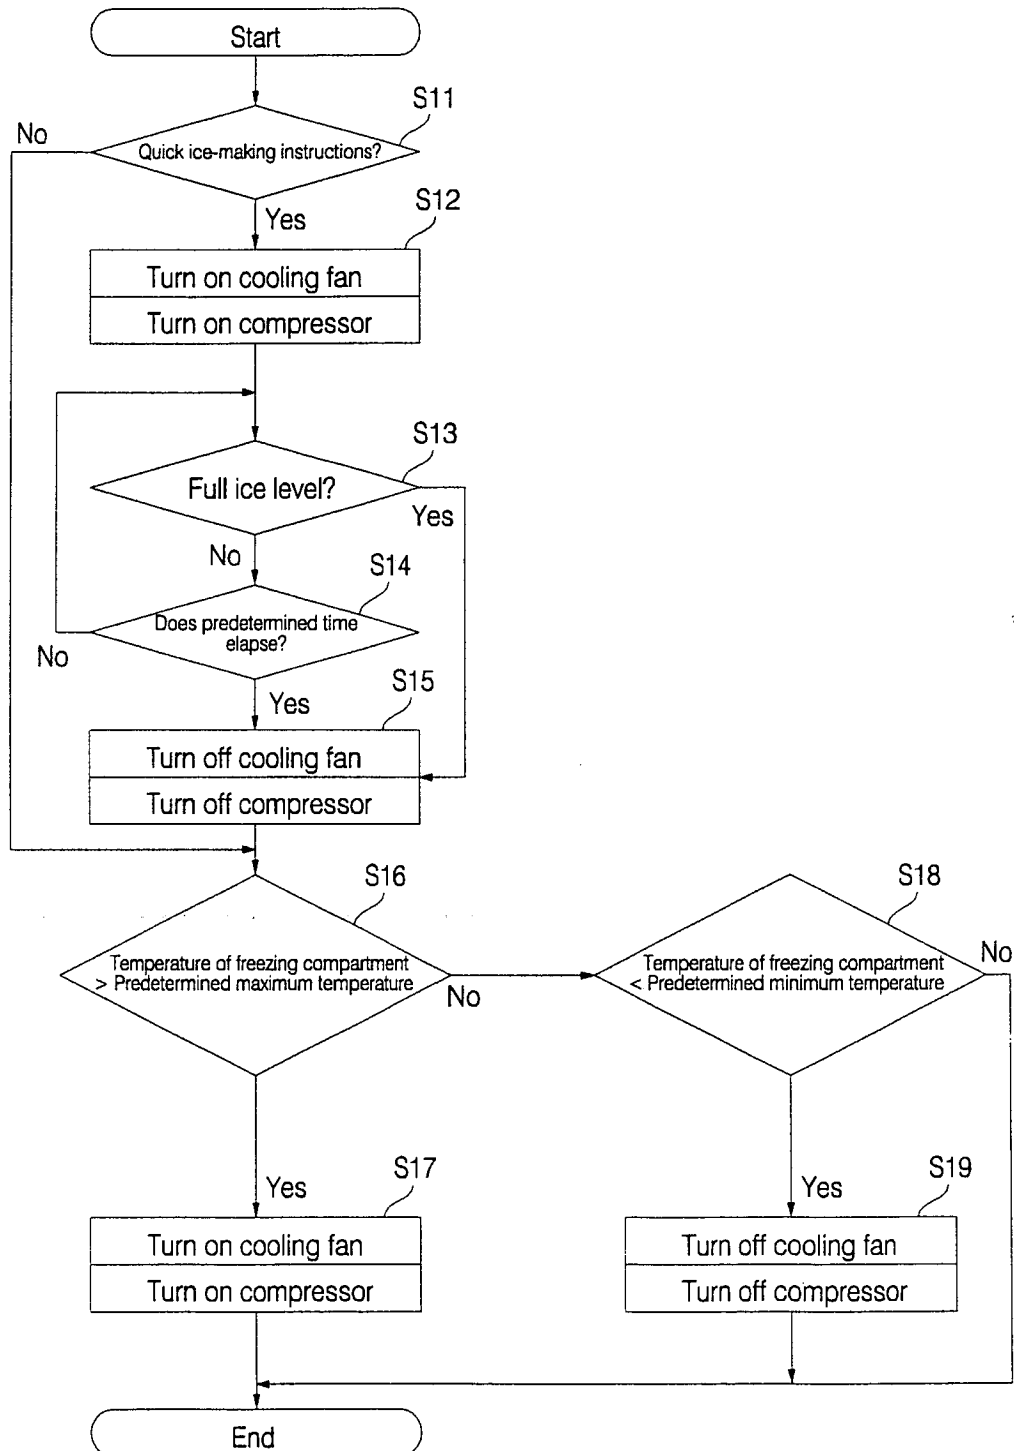 Start
S11
No
Quick ice-making instructions?
Yes
S12
Turn on cooling fan
Turn on compressor
S13
Full ice level?
Yes
No
S14
Does predetermined time
elapse?
No
Yes
S15
Turn off cooling fan
Turn off compressor
S16
Temperature of freezing compartment
> Predetermined maximum temperature
No
S18
Temperature of freezing compartment
< Predetermined minimum temperature
No
Yes
S17
Turn on cooling fan
Turn on compressor
Yes
S19
Turn off cooling fan
Turn off compressor
End